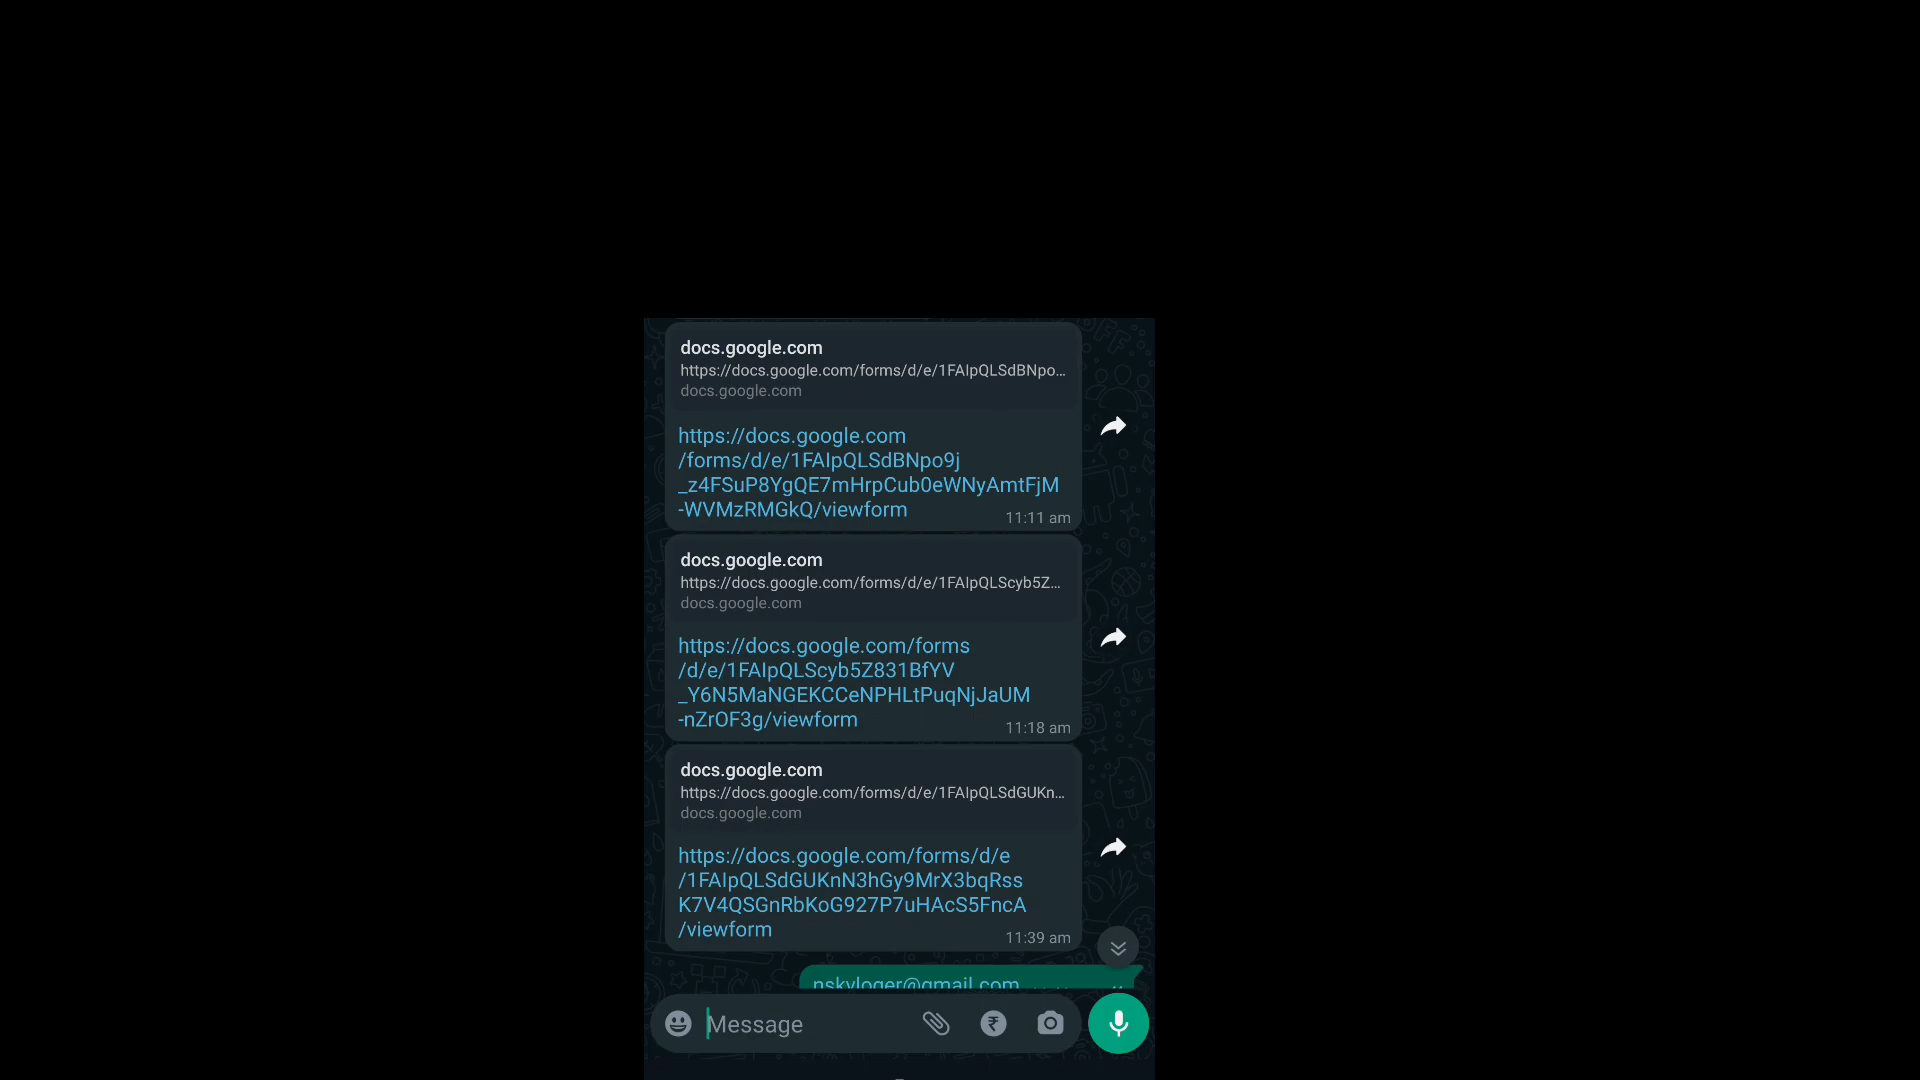 docs.google.com
https://docs.google.com/forms/d/e/1FAIpQLSdBNpo...
docs.google.com
https://docs.google.com
/forms/d/e/1FAIpQLSdBNpo9j
_z4FSuP8YgQE7mHrpCub0eWNyAmtFjM
-WVMzRMGkQ/viewform
11:11 am
docs.google.com
https://docs.google.com/forms/d/e/1FAIpQLScyb5Z...
docs.google.com
https://docs.google.com/forms
/d/e/1FAIpQLScyb5Z831BfYV
_Y6N5MaNGEKCCeNPHLtPuqNjJaUM
-nZrOF3g/viewform
11:18 am
docs.google.com
https://docs.google.com/forms/d/e/1FAIpQLSdGUKn...
docs.google.com
https://docs.google.com/forms/d/e
/1FAIpQLSdGUKnN3hGy9MrX3bqRss
K7V4QSGnRbKoG927P7uHAcS5FncA
/viewform
11:39 am
nskvloger@gmail.com
Message